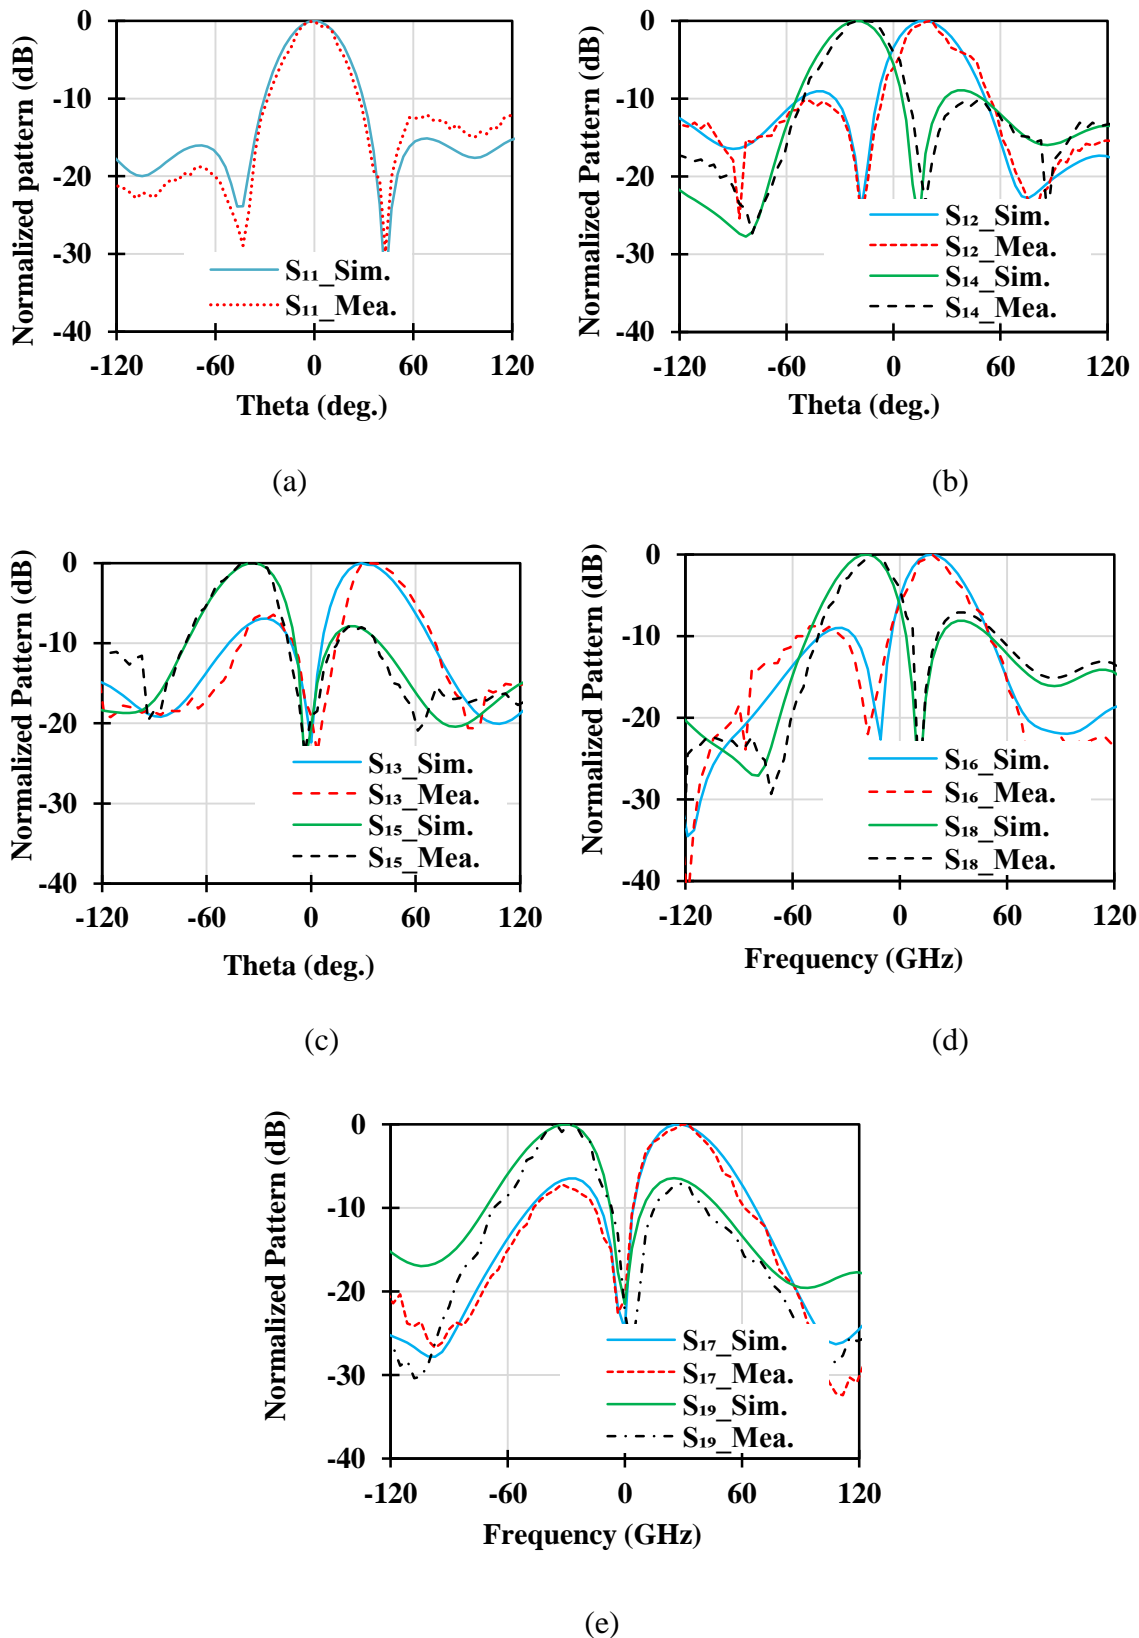 Normalized pattern (dB)
0
-10
-20
-30
-40
S₁₁_Sim.
S₁₁_Mea.
-120 -60 0 60 120
Theta (deg.)
(a)
Normalized Pattern (dB)
0
-10
-20
-30
-40
S₁₂_Sim.
S₁₂_Mea.
S₁₄_Sim.
S₁₄_Mea.
-120 -60 0 60 120
Theta (deg.)
(b)
Normalized Pattern (dB)
0
-10
-20
-30
-40
S₁₃_Sim.
S₁₃_Mea.
S₁₅_Sim.
S₁₅_Mea.
-120 -60 0 60 120
Theta (deg.)
(c)
Normalized Pattern (dB)
0
-10
-20
-30
-40
S₁₆_Sim.
S₁₆_Mea.
S₁₈_Sim.
S₁₈_Mea.
-120 -60 0 60 120
Frequency (GHz)
(d)
Normalized Pattern (dB)
0
-10
-20
-30
-40
S₁₇_Sim.
S₁₇_Mea.
S₁₉_Sim.
S₁₉_Mea.
-120 -60 0 60 120
Frequency (GHz)
(e)